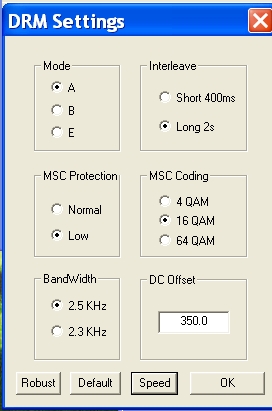 DRM Settings
Mode
A
B
E
Interleave
Short 400ms
Long 2s
MSC Protection
Normal
Low
MSC Coding
4 QAM
16 QAM
64 QAM
BandWidth
2.5 KHz
2.3 KHz
DC Offset
350.0
Robust
Default
Speed
OK